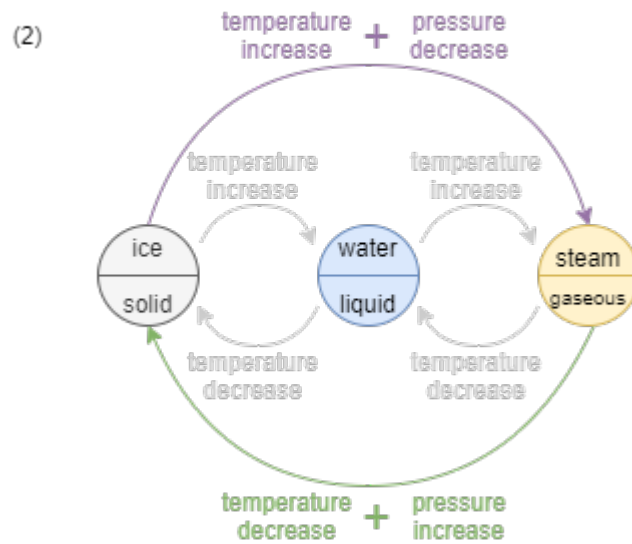 (2)
temperature increase + pressure decrease
temperature increase
temperature increase
ice
solid
water
liquid
steam
gaseous
temperature decrease
temperature decrease
temperature decrease + pressure increase